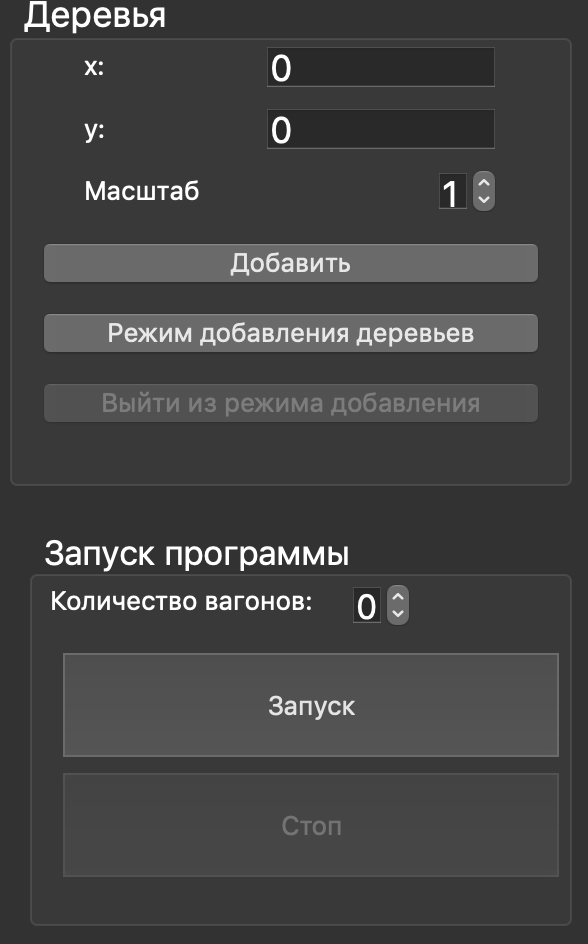 Деревья
x:
0
y:
0
Масштаб
1
Добавить
Режим добавления деревьев
Выйти из режима добавления
Запуск программы
Количество вагонов:
0
Запуск
Стоп